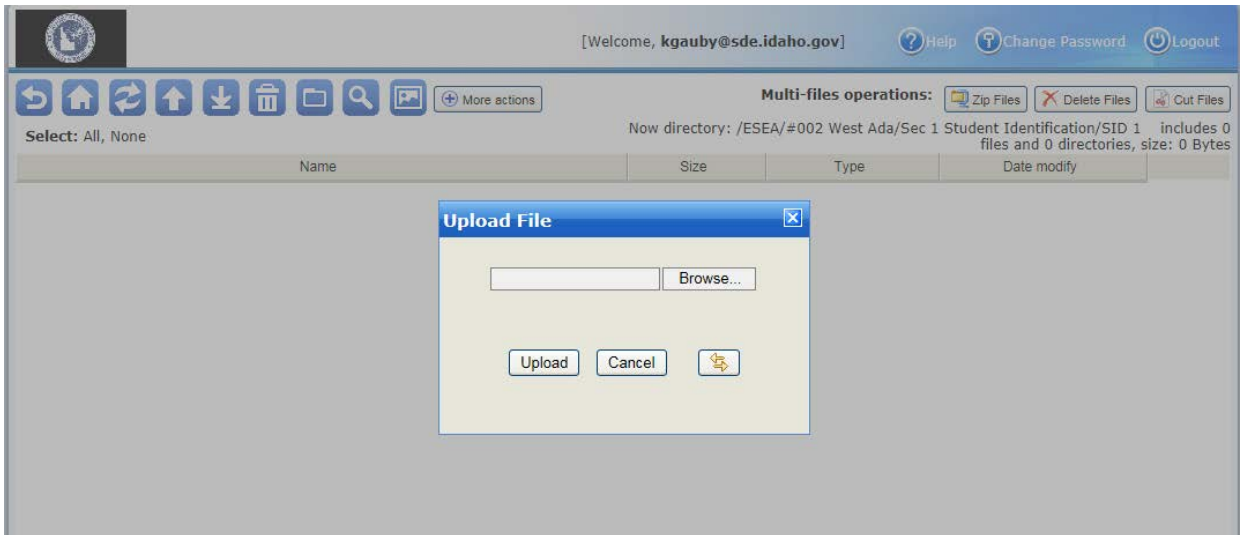 [Welcome, kgauby@sde.idaho.gov] Help Change Password Logout
More actions Multi-files operations: Zip Files Delete Files Cut Files
Select: All, None Now directory: /ESEA/#002 West Ada/Sec 1 Student Identification/SID 1 includes 0
files and 0 directories, size: 0 Bytes
Name Size Type Date modify
Upload File
Browse...
Upload Cancel